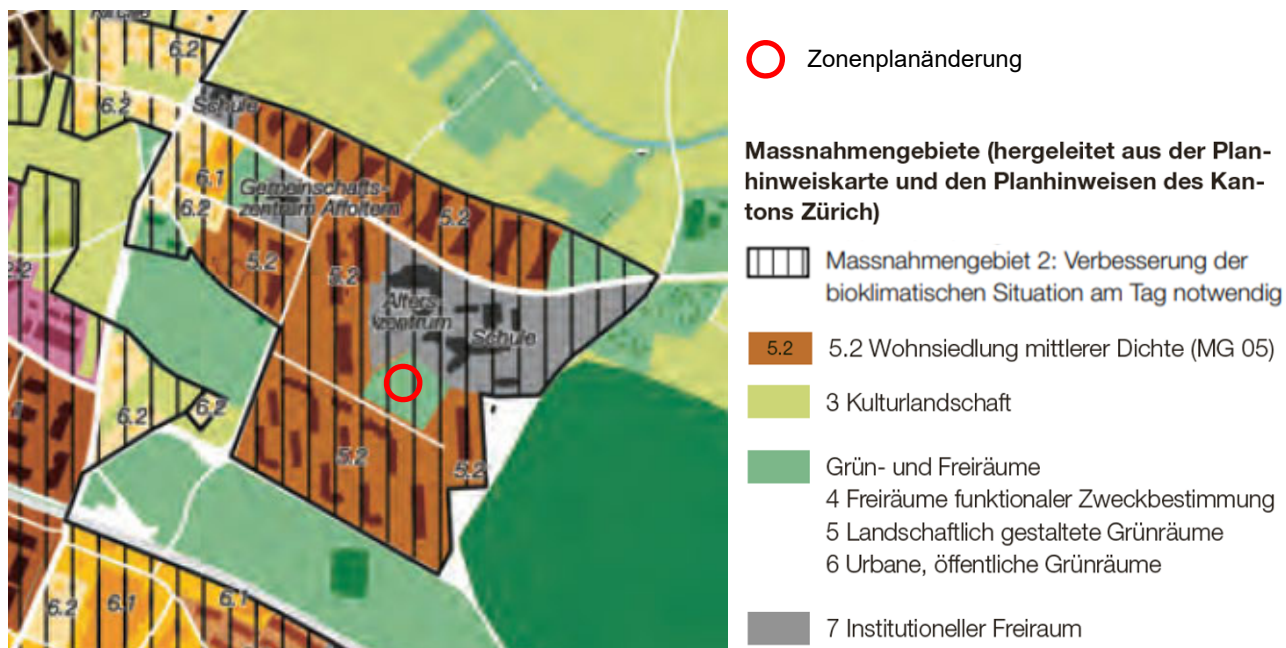 6.2
6.2
Schule
6.1
6.2
Gemeinschafts-
zentrum Affoltern
5.2
5.2
5.2
Alters
zentrum
Schule
6.2
6.2
5.2
5.2
6.2
6.1
6.1
Zonenplanänderung
Massnahmengebiete (hergeleitet aus der Plan-
hinweiskarte und den Planhinweisen des Kan-
tons Zürich)
Massnahmengebiet 2: Verbesserung der
bioklimatischen Situation am Tag notwendig
5.2 5.2 Wohnsiedlung mittlerer Dichte (MG 05)
3 Kulturlandschaft
Grün- und Freiräume
4 Freiräume funktionaler Zweckbestimmung
5 Landschaftlich gestaltete Grünräume
6 Urbane, öffentliche Grünräume
7 Institutioneller Freiraum